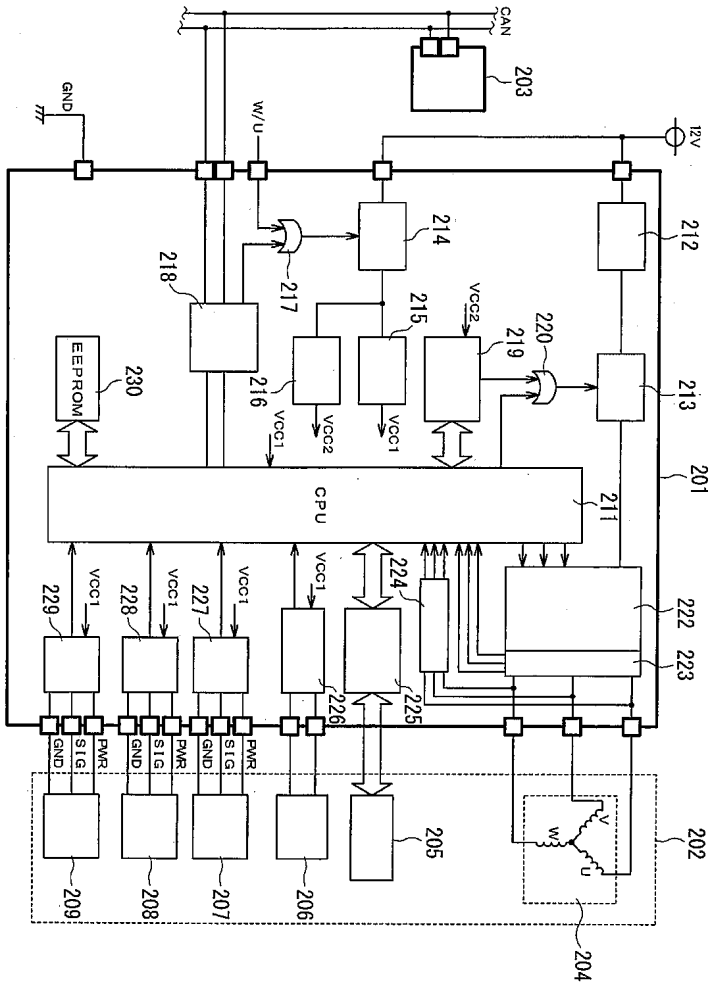 CAN
203
GND
W/U
12V
201
212
214
217
218
215
219
220
213
VCC2
216
EEPROM
230
VCC2
VCC1
VCC1
CPU
211
224
222
223
VCC1
VCC1
VCC1
VCC1
229
228
227
226
225
GND
SIG
PWR
GND
SIG
PWR
GND
SIG
PWR
209
208
207
206
205
202
W
V
U
204